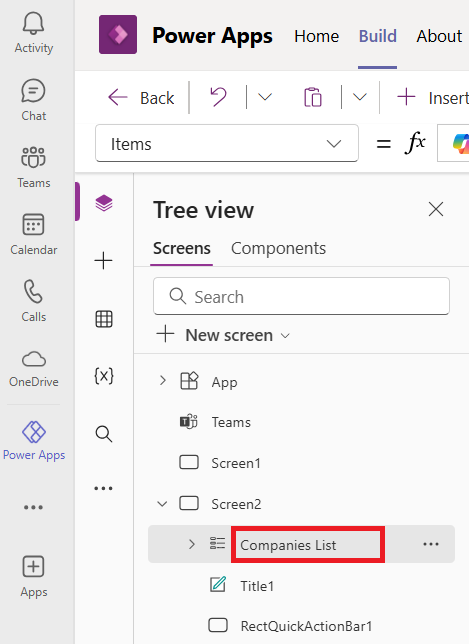 Activity
Chat
Teams
Calendar
Calls
OneDrive
Power Apps
Apps
Power Apps Home Build About
Back Insert
Items = fx
Tree view
Screens Components
Search
New screen
App
Teams
Screen1
Screen2
Companies List
Title1
RectQuickActionBar1